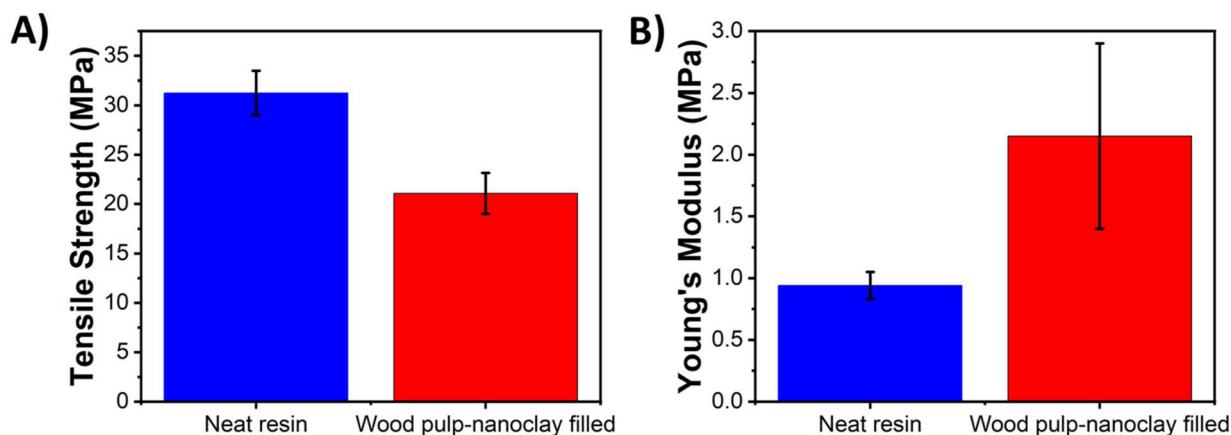 A)
Tensile Strength (MPa)
35
30
25
20
15
10
5
0
Neat resin
Wood pulp-nanoclay filled
B)
Young's Modulus (MPa)
3.0
2.5
2.0
1.5
1.0
0.5
0.0
Neat resin
Wood pulp-nanoclay filled